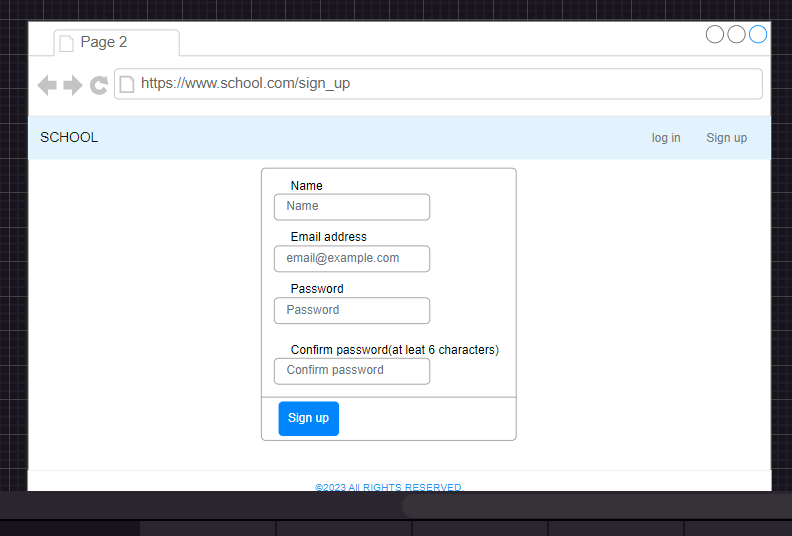 Page 2
https://www.school.com/sign_up
SCHOOL
log in
Sign up
Name
Name
Email address
email@example.com
Password
Password
Confirm password(at leat 6 characters)
Confirm password
Sign up
©2023 All RIGHTS RESERVED.